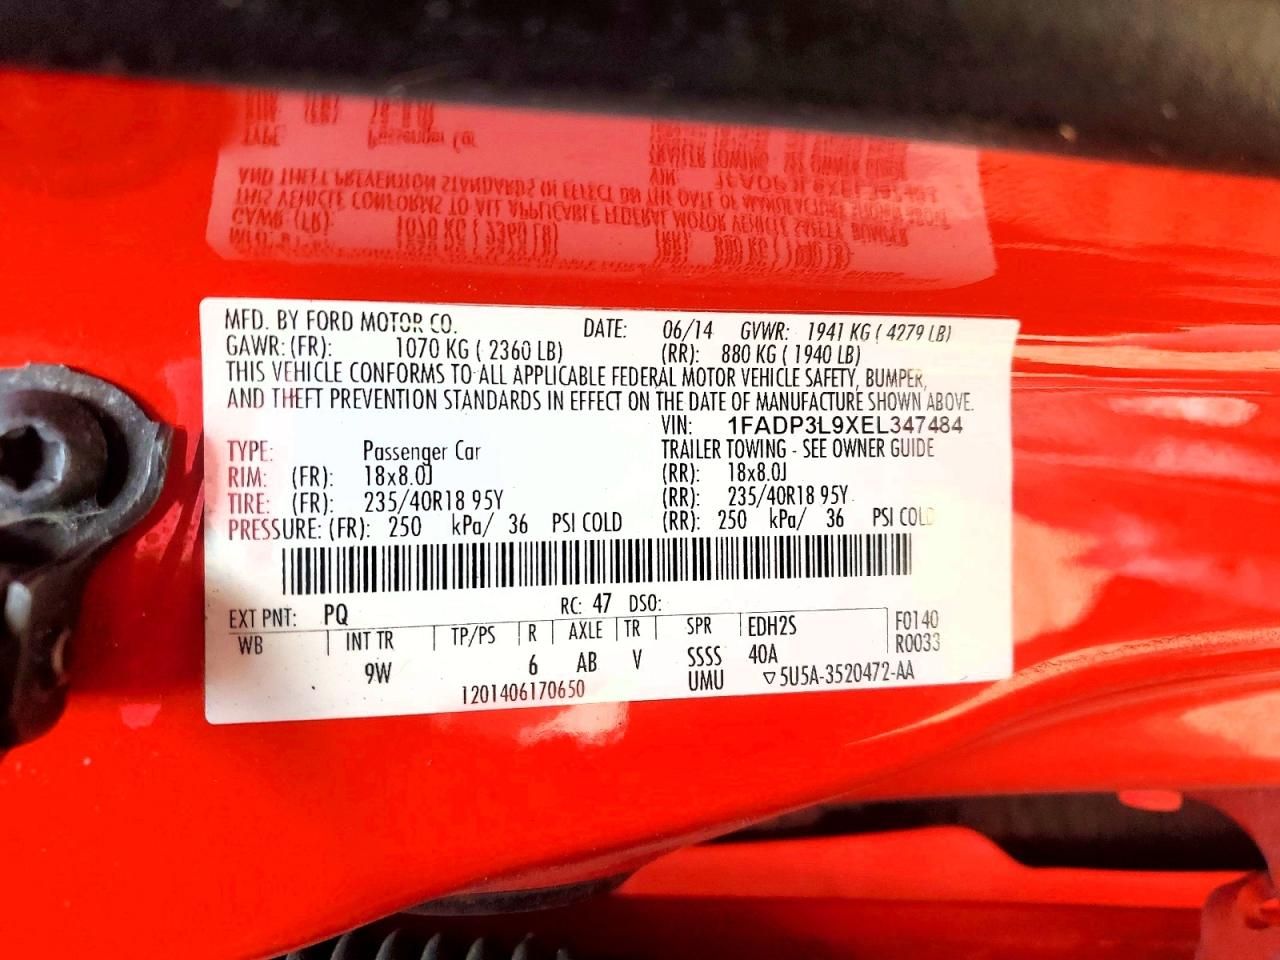 MFD. BY FORD MOTOR CO. DATE: 06/14 GVWR: 1941 KG ( 4279 LB)
GAWR: (FR): 1070 KG ( 2360 LB) (RR): 880 KG ( 1940 LB)
THIS VEHICLE CONFORMS TO ALL APPLICABLE FEDERAL MOTOR VEHICLE SAFETY, BUMPER,
AND THEFT PREVENTION STANDARDS IN EFFECT ON THE DATE OF MANUFACTURE SHOWN ABOVE.
VIN: 1FADP3L9XEL347484
TYPE: Passenger Car TRAILER TOWING - SEE OWNER GUIDE
RIM: (FR): 18x8.0J (RR): 18x8.0J
TIRE: (FR): 235/40R18 95Y (RR): 235/40R18 95Y
PRESSURE: (FR): 250 kPa/ 36 PSI COLD (RR): 250 kPa/ 36 PSI COLD
EXT PNT: PQ RC: 47 DSO:
WB INT TR TP/PS R AXLE TR SPR EDH2S F0140
9W 6 AB V SSSS 40A R0033
1201406170650 UMU ▽5U5A-3520472-AA